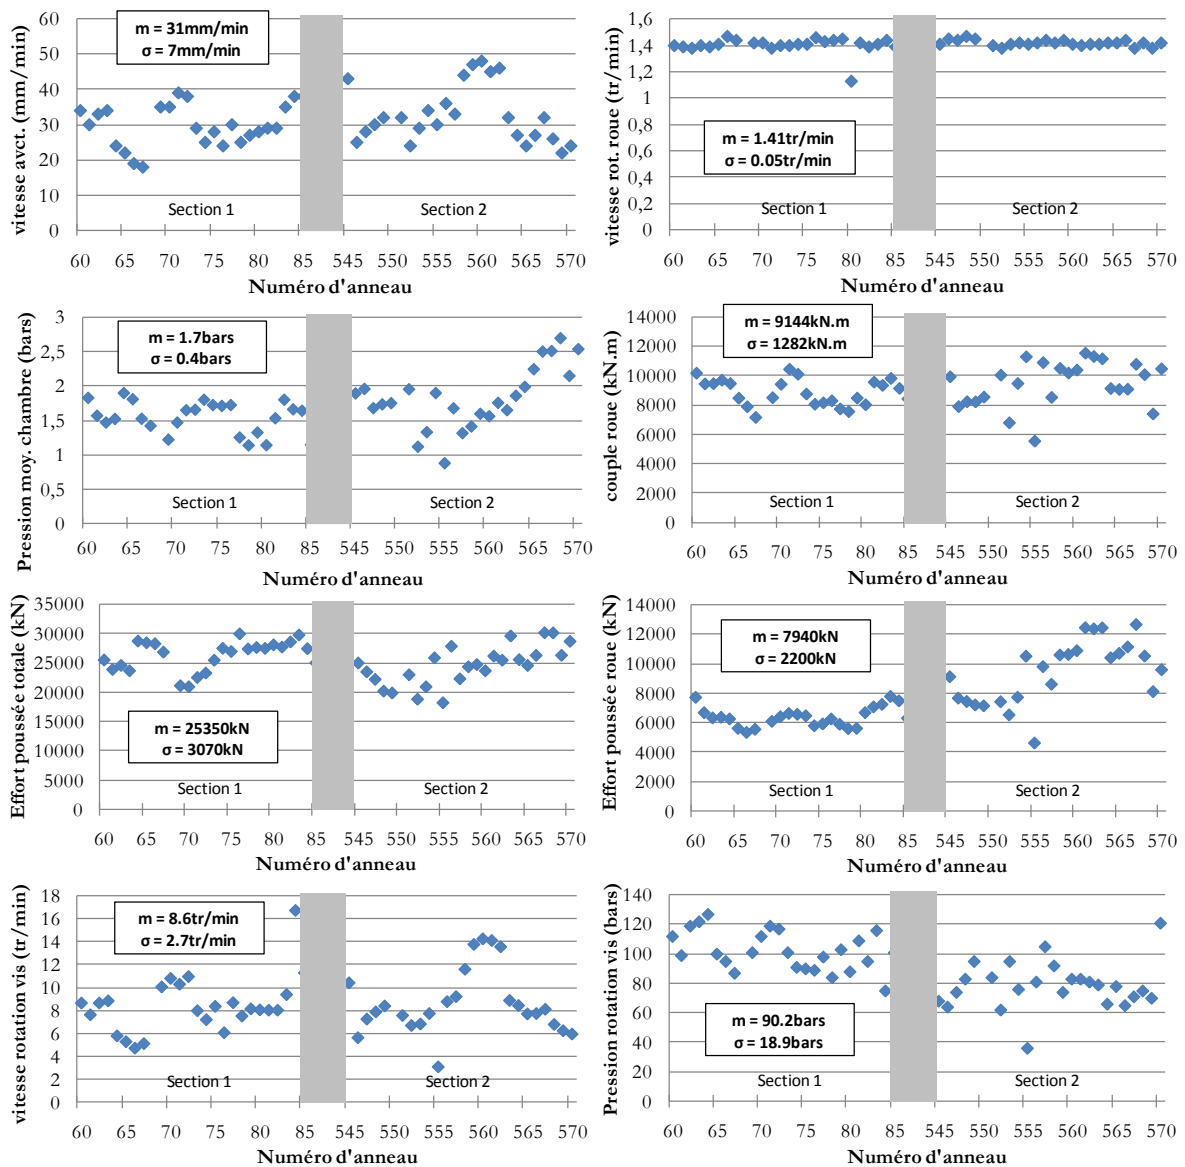 vitesse avct. (mm/min)
60
50
40
30
20
10
0
m = 31mm/min
σ = 7mm/min
Section 1
Section 2
60 65 70 75 80 85 545 550 555 560 565 570
Numéro d'anneau
vitesse rot. roue (tr/min)
1,6
1,4
1,2
1
0,8
0,6
0,4
0,2
0
m = 1.41tr/min
σ = 0.05tr/min
Section 1
Section 2
60 65 70 75 80 85 545 550 555 560 565 570
Numéro d'anneau
Pression moy. chambre (bars)
3
2,5
2
1,5
1
0,5
0
m = 1.7bars
σ = 0.4bars
Section 1
Section 2
60 65 70 75 80 85 545 550 555 560 565 570
Numéro d'anneau
couple roue (kN.m)
14000
12000
10000
8000
6000
4000
2000
0
m = 9144kN.m
σ = 1282kN.m
Section 1
Section 2
60 65 70 75 80 85 545 550 555 560 565 570
Numéro d'anneau
Effort poussée totale (kN)
35000
30000
25000
20000
15000
10000
5000
0
m = 25350kN
σ = 3070kN
Section 1
Section 2
60 65 70 75 80 85 545 550 555 560 565 570
Numéro d'anneau
Effort poussée roue (kN)
14000
12000
10000
8000
6000
4000
2000
0
m = 7940kN
σ = 2200kN
Section 1
Section 2
60 65 70 75 80 85 545 550 555 560 565 570
Numéro d'anneau
vitesse rotation vis (tr/min)
18
16
14
12
10
8
6
4
2
0
m = 8.6tr/min
σ = 2.7tr/min
Section 1
Section 2
60 65 70 75 80 85 545 550 555 560 565 570
Numéro d'anneau
Pression rotation vis (bars)
140
120
100
80
60
40
20
0
m = 90.2bars
σ = 18.9bars
Section 1
Section 2
60 65 70 75 80 85 545 550 555 560 565 570
Numéro d'anneau